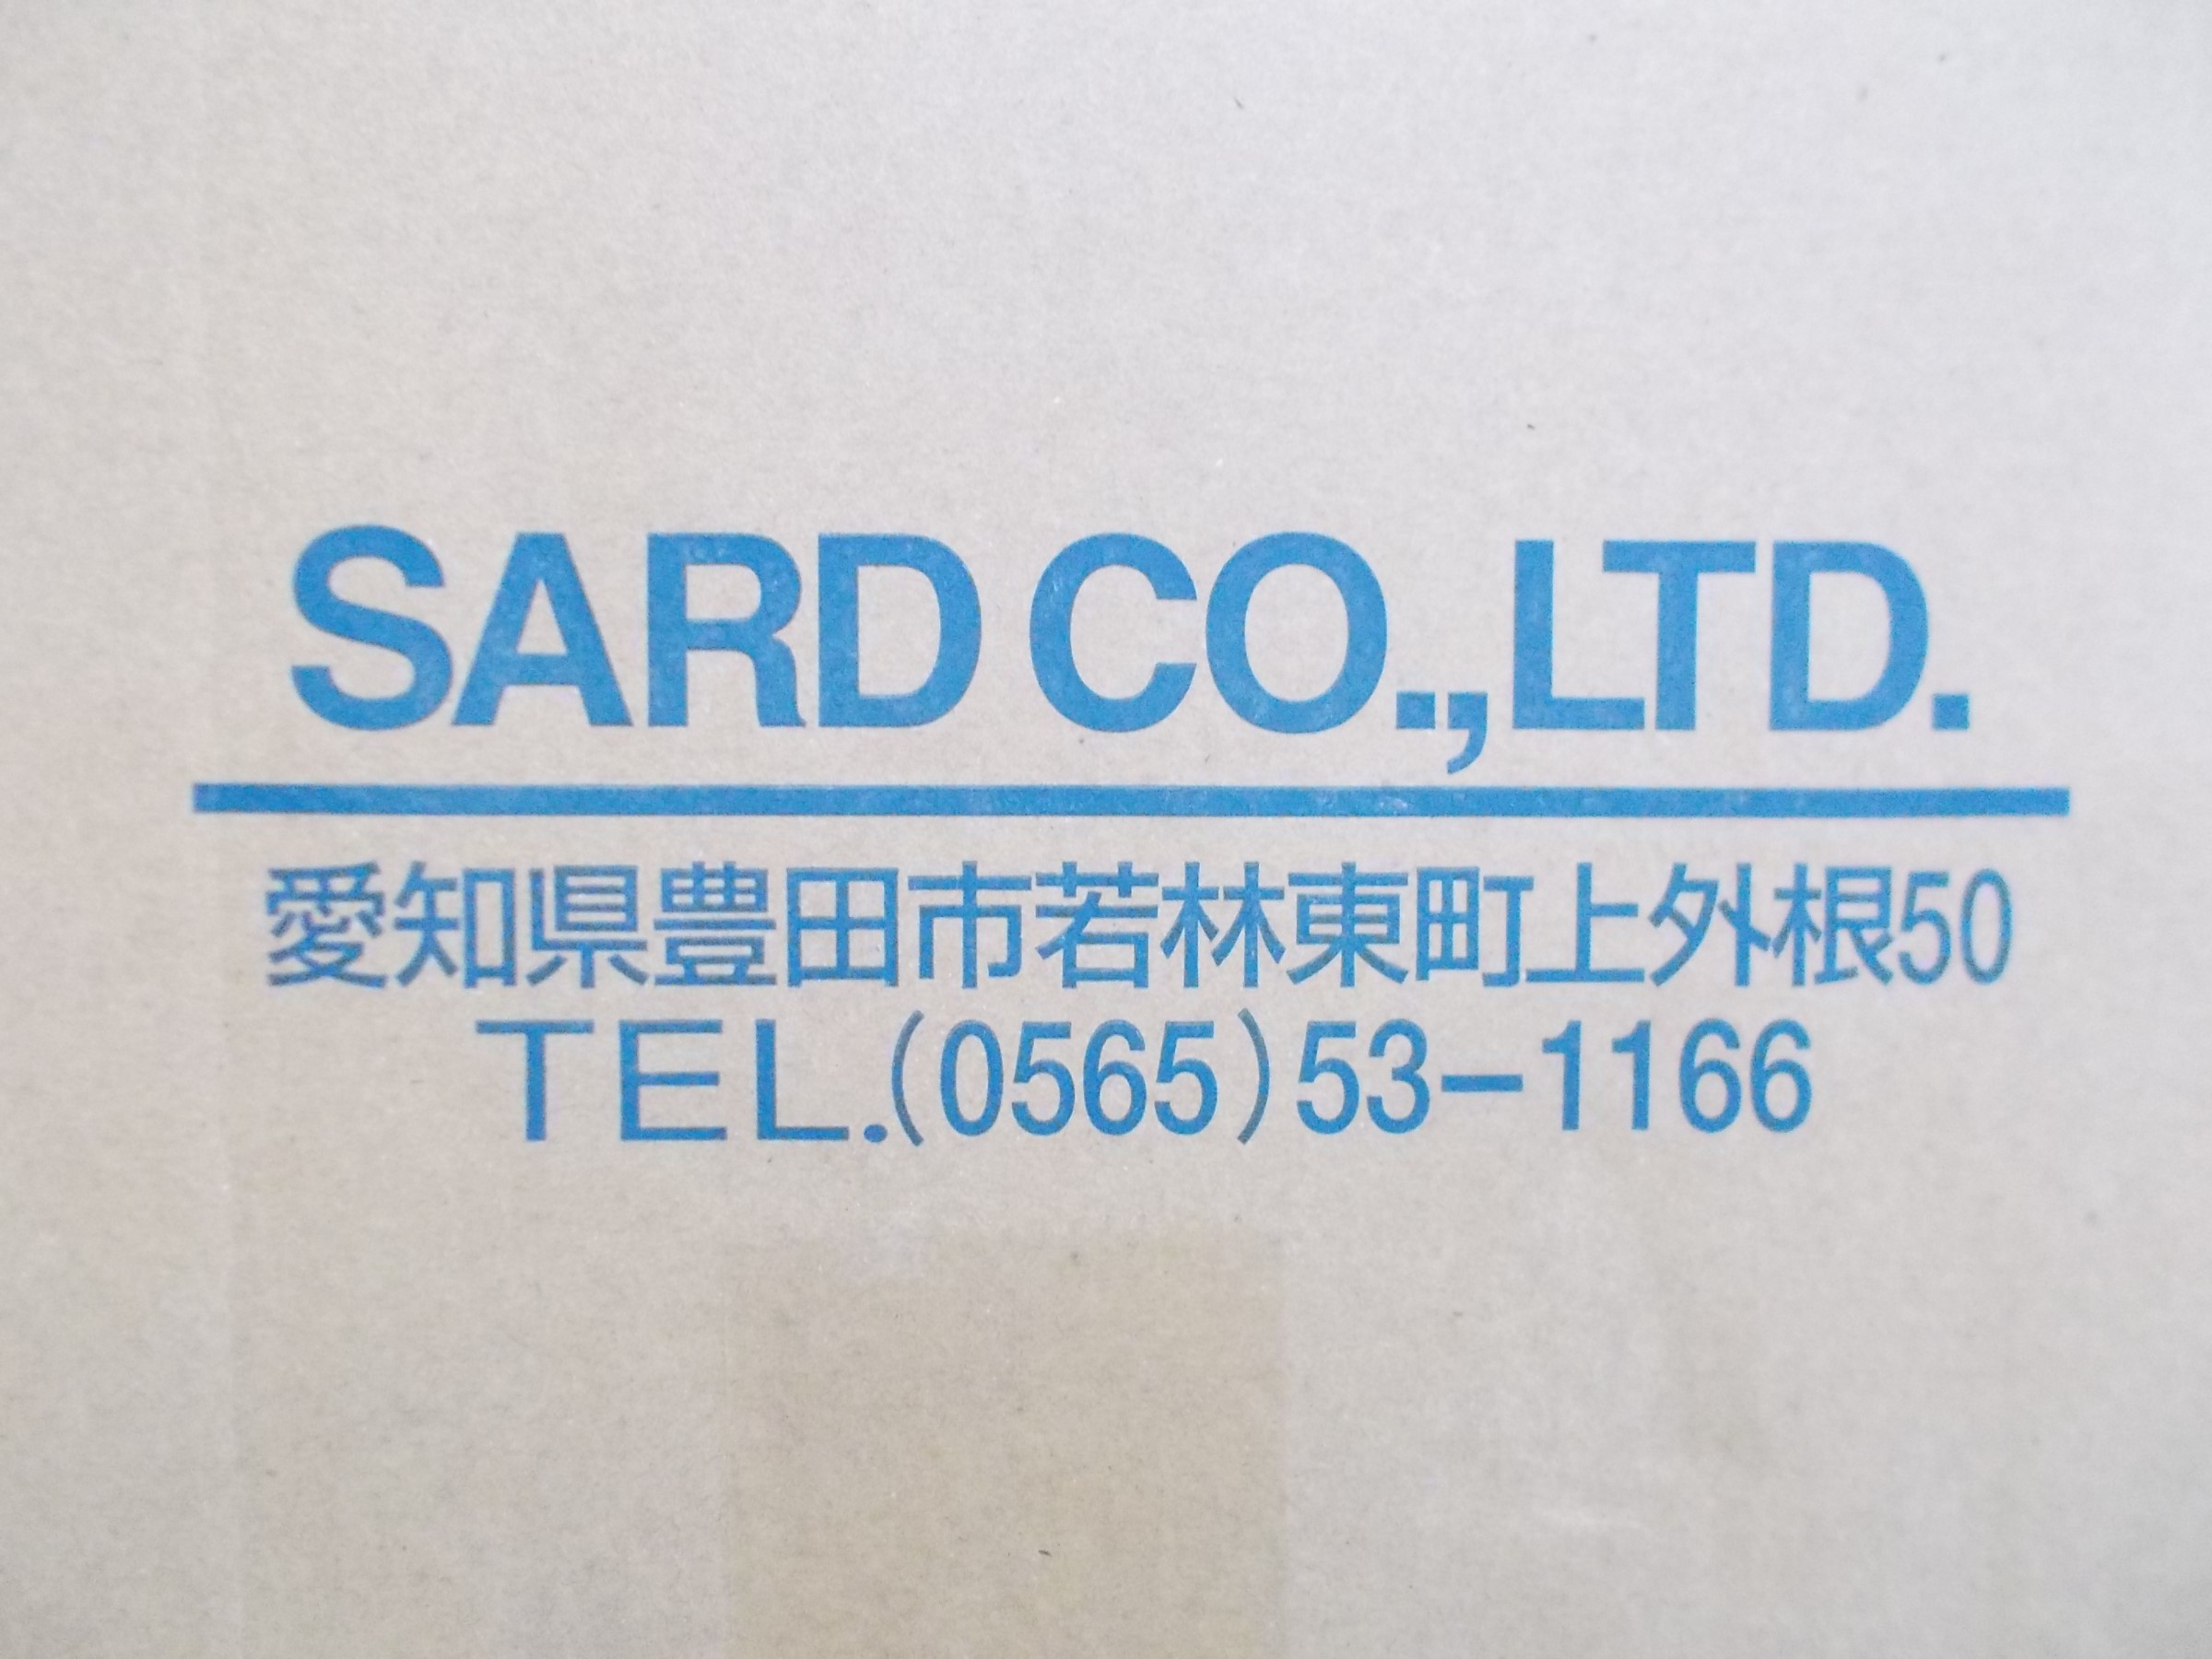 SARD CO.,LTD.
愛知県豊田市若林東町上外根50
TEL.(0565)53-1166